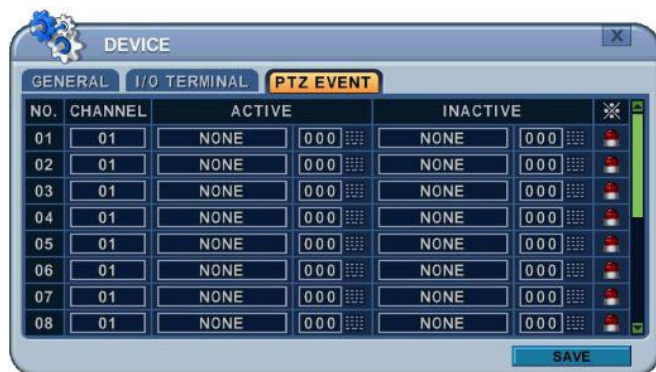 DEVICE
X
GENERAL I/O TERMINAL PTZ EVENT
NO. CHANNEL ACTIVE INACTIVE ※
01 01 NONE 000 NONE 000
02 01 NONE 000 NONE 000
03 01 NONE 000 NONE 000
04 01 NONE 000 NONE 000
05 01 NONE 000 NONE 000
06 01 NONE 000 NONE 000
07 01 NONE 000 NONE 000
08 01 NONE 000 NONE 000
SAVE